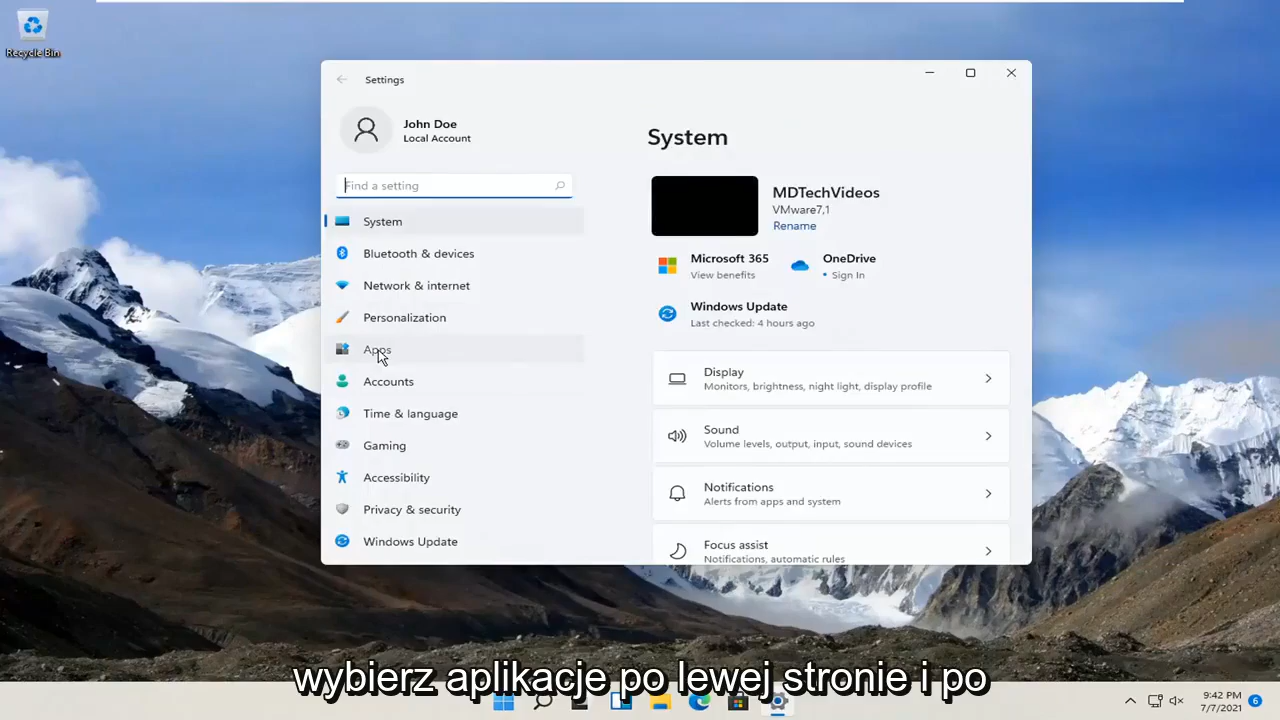 Recycle Bin
Settings
John Doe
Local Account
Find a setting
System
Bluetooth & devices
Network & internet
Personalization
Apps
Accounts
Time & language
Gaming
Accessibility
Privacy & security
Windows Update
System
MDTechVideos
VMware7,1
Rename
Microsoft 365
View benefits
OneDrive
• Sign In
Windows Update
Last checked: 4 hours ago
Display
Monitors, brightness, night light, display profile
Sound
Volume levels, output, input, sound devices
Notifications
Alerts from apps and system
Focus assist
Notifications, automatic rules
wybierz aplikacje po lewej stronie i po
9:42 PM
7/7/2021
6